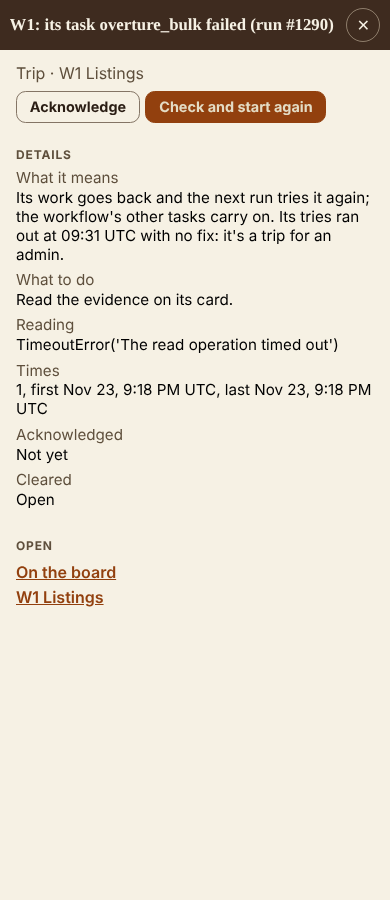 W1: its task overture_bulk failed (run #1290)
×
Trip · W1 Listings
Acknowledge
Check and start again
DETAILS
What it means
Its work goes back and the next run tries it again;
the workflow's other tasks carry on. Its tries ran
out at 09:31 UTC with no fix: it's a trip for an
admin.
What to do
Read the evidence on its card.
Reading
TimeoutError('The read operation timed out')
Times
1, first Nov 23, 9:18 PM UTC, last Nov 23, 9:18 PM
UTC
Acknowledged
Not yet
Cleared
Open
OPEN
On the board
W1 Listings